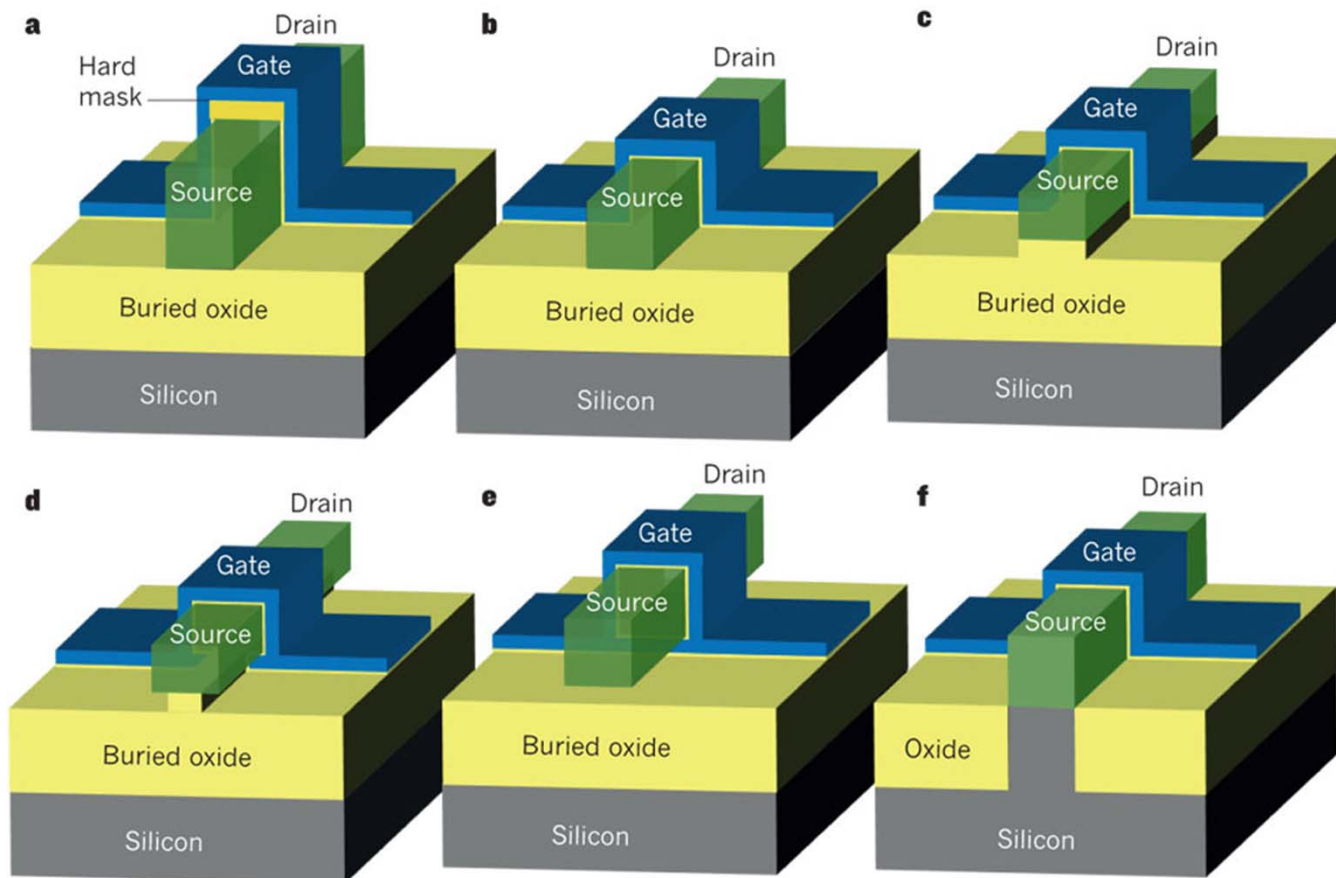 a
Drain
Gate
Hard
mask
Source
Buried oxide
Silicon
b
Drain
Gate
Source
Buried oxide
Silicon
c
Drain
Gate
Source
Buried oxide
Silicon
d
Drain
Gate
Source
Buried oxide
Silicon
e
Drain
Gate
Source
Buried oxide
Silicon
f
Drain
Gate
Source
Oxide
Silicon